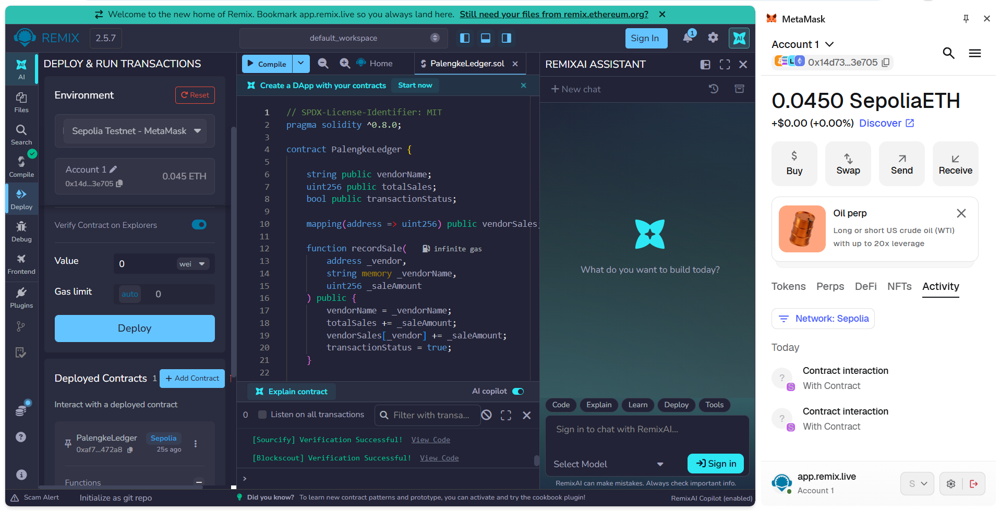 Welcome to the new home of Remix. Bookmark app.remix.live so you always land here. Still need your files from remix.ethereum.org?
REMIX
2.5.7
default_workspace
Sign In
1
AI
AI
Files
Search
Compile
Deploy
Debug
Frontend
Plugins
DEPLOY & RUN TRANSACTIONS
Environment
Reset
Sepolia Testnet - MetaMask
Account 1
0x14d...3e705
0.045 ETH
Verify Contract on Explorers
Value
0
wei
Gas limit
auto
0
Deploy
Deployed Contracts 1
+ Add Contract
Interact with a deployed contract
PalengkeLedger
Sepolia
0xaf7...472a8
25s ago
Functions
Compile
Home
PalengkeLedger.sol
Create a DApp with your contracts
Start now
1 // SPDX-License-Identifier: MIT
2 pragma solidity ^0.8.0;
3
4 contract PalengkeLedger {
5
6 string public vendorName;
7 uint256 public totalSales;
8 bool public transactionStatus;
9
10 mapping(address => uint256) public vendorSales;
11
12 function recordSale( infinite gas
13 address _vendor,
14 string memory _vendorName,
15 uint256 _saleAmount
16 ) public {
17 vendorName = _vendorName;
18 totalSales += _saleAmount;
19 vendorSales[_vendor] += _saleAmount;
20 transactionStatus = true;
21 }
22
Explain contract
AI copilot
0
Listen on all transactions
Filter with transa...
[Sourcify] Verification Successful! View Code
[Blockscout] Verification Successful! View Code
>
REMIXAI ASSISTANT
+ New chat
What do you want to build today?
Code
Explain
Learn
Deploy
Tools
Sign in to chat with RemixAI...
Select Model
Sign in
RemixAI can make mistakes. Always check important info.
Scam Alert
Initialize as git repo
Did you know? To learn new contract patterns and prototype, you can activate and try the cookbook plugin!
RemixAI Copilot (enabled)
MetaMask
Account 1
0x14d73...3e705
0.0450 SepoliaETH
+$0.00 (+0.00%) Discover
Buy
Swap
Send
Receive
Oil perp
Long or short US crude oil (WTI)
with up to 20x leverage
Tokens
Perps
DeFi
NFTs
Activity
Network: Sepolia
Today
Contract interaction
With Contract
Contract interaction
With Contract
app.remix.live
Account 1
S